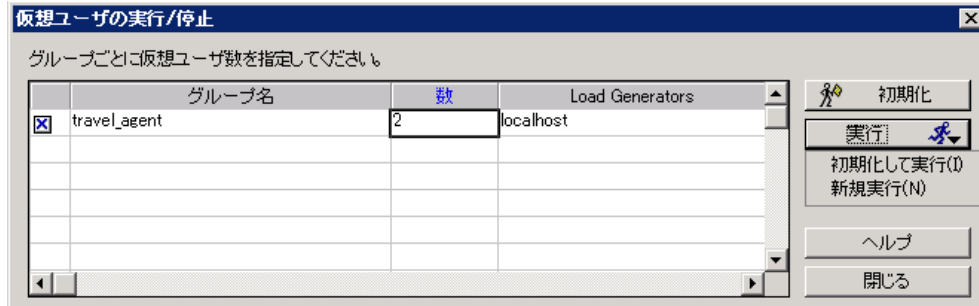 仮想ユーザの実行/停止
グループごとに仮想ユーザ数を指定してください。
グループ名 数 Load Generators
travel_agent 2 localhost
初期化
実行
初期化して実行(I)
新規実行(N)
ヘルプ
閉じる